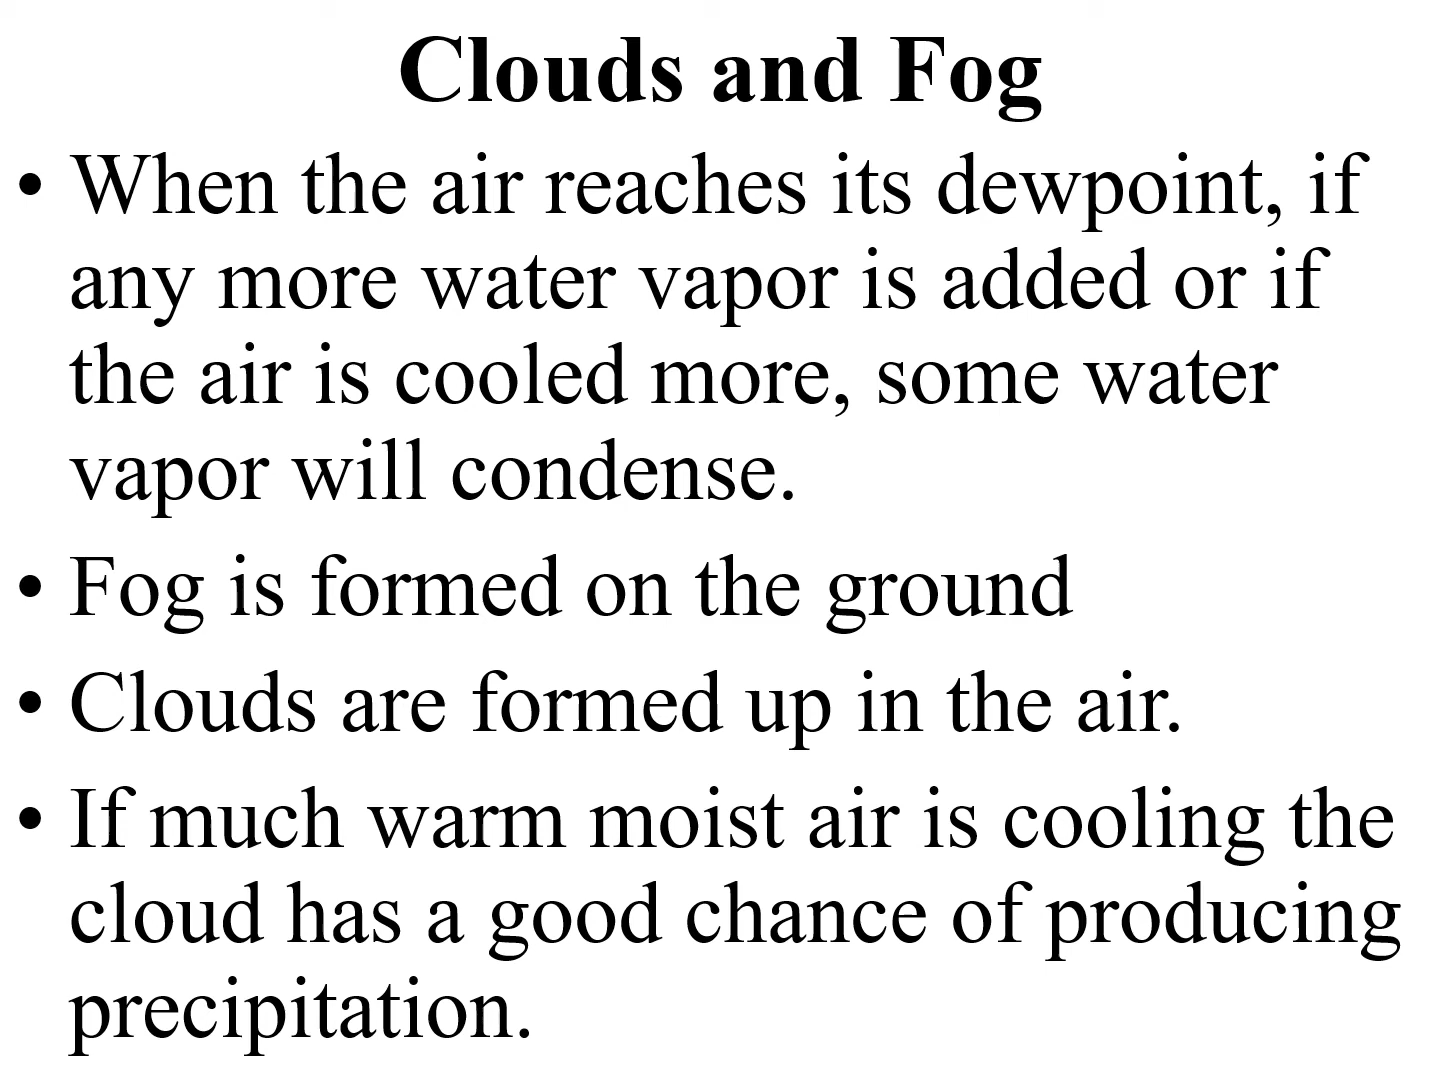 Clouds and Fog
• When the air reaches its dewpoint, if
any more water vapor is added or if
the air is cooled more, some water
vapor will condense.
• Fog is formed on the ground
• Clouds are formed up in the air.
• If much warm moist air is cooling the
cloud has a good chance of producing
precipitation.